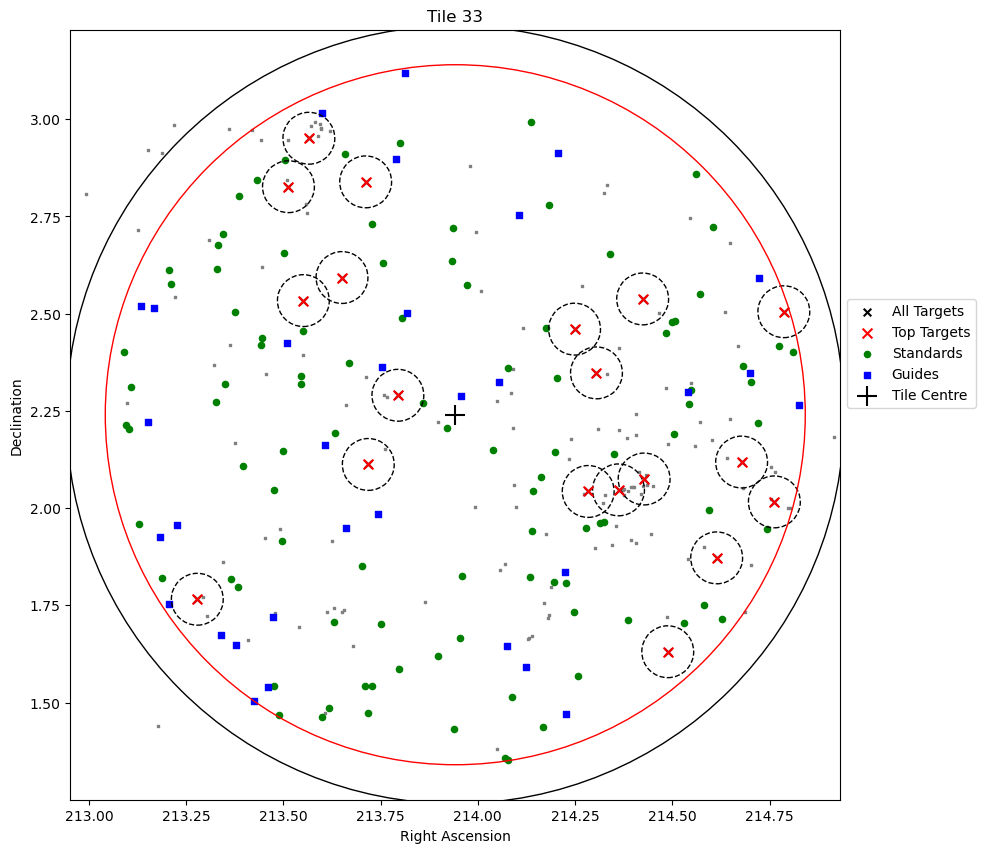 Tile 33
3.00
2.75
2.50
2.25
2.00
1.75
1.50
Declination
213.00 213.25 213.50 213.75 214.00 214.25 214.50 214.75
Right Ascension
All Targets
Top Targets
Standards
Guides
Tile Centre